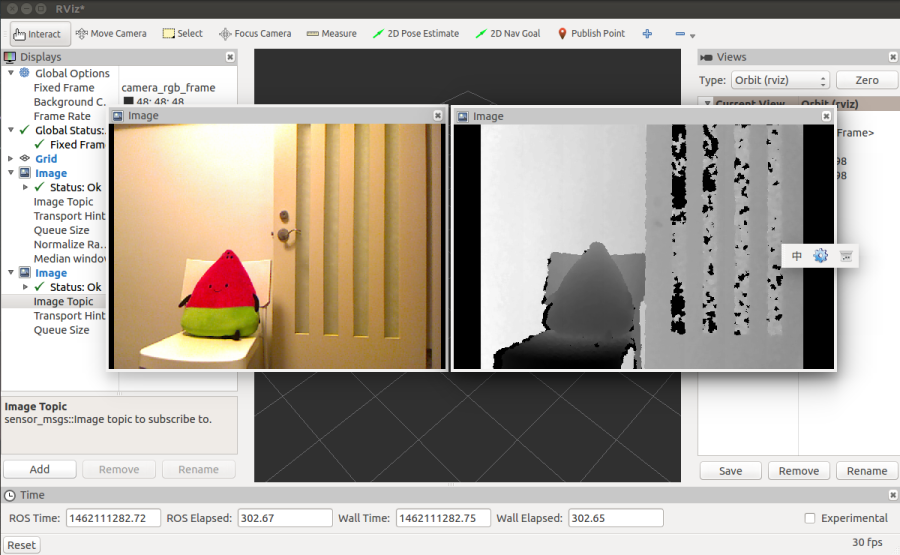 RViz*
Interact Move Camera Select Focus Camera Measure 2D Pose Estimate 2D Nav Goal Publish Point
Displays
Global Options
Fixed Frame camera_rgb_frame
Background C... 48; 48; 48
Frame Rate
Global Status:
Fixed Fram
Grid
Image
Status: Ok
Image Topic
Transport Hint
Queue Size
Normalize Ra...
Median window
Image
Status: Ok
Image Topic
Transport Hint
Queue Size
Image Topic
sensor_msgs::Image topic to subscribe to.
Add Remove Rename
Image
Image
中
Views
Type: Orbit (rviz) Zero
Current View Orbit (rviz)
Frame>
98
98
Save Remove Rename
Time
ROS Time: 1462111282.72 ROS Elapsed: 302.67 Wall Time: 1462111282.75 Wall Elapsed: 302.65 Experimental
Reset 30 fps